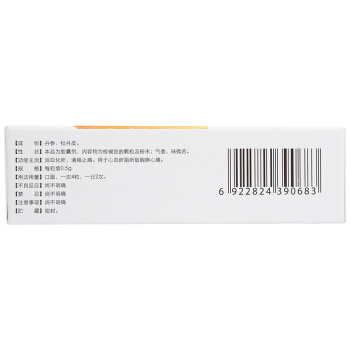 【成　份】丹参、牡丹皮。
【性　状】本品为胶囊剂，内容物为棕褐色的颗粒及粉末；气香，味微苦。
【功能主治】活血化瘀，通络止痛，用于心血瘀阻所致胸痹心痛。
【规　格】每粒装0.5g
【用法用量】口服，一次4粒，一日2次。
【不良反应】尚不明确
【禁　忌】尚不明确
【注意事项】尚不明确
【贮　藏】密封。
6 922824 390683